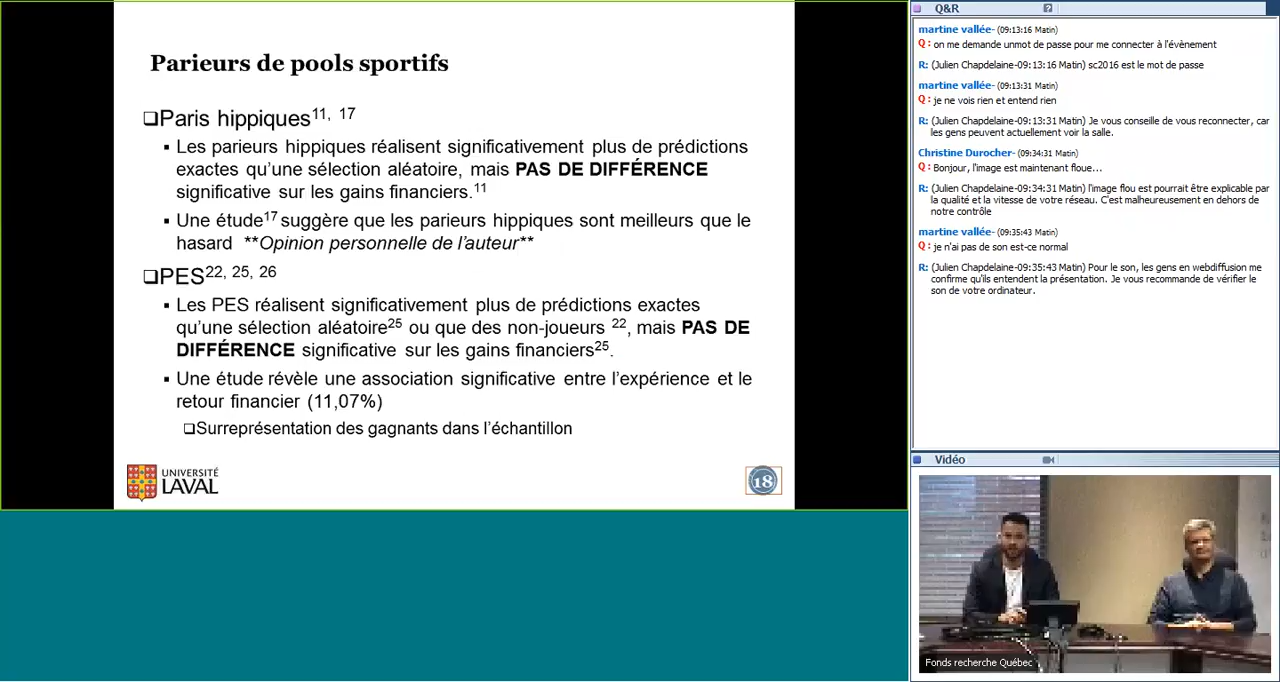 Parieurs de pools sportifs
❑Paris hippiques11, 17
▪ Les parieurs hippiques réalisent significativement plus de prédictions
exactes qu'une sélection aléatoire, mais PAS DE DIFFÉRENCE
significative sur les gains financiers.11
▪ Une étude17 suggère que les parieurs hippiques sont meilleurs que le
hasard **Opinion personnelle de l'auteur**
❑PES22, 25, 26
▪ Les PES réalisent significativement plus de prédictions exactes
qu'une sélection aléatoire25 ou que des non-joueurs 22, mais PAS DE
DIFFÉRENCE significative sur les gains financiers25.
▪ Une étude révèle une association significative entre l'expérience et le
retour financier (11,07%)
❑Surreprésentation des gagnants dans l'échantillon
UNIVERSITÉ
LAVAL
18
Q&R
martine vallée- (09:13:16 Matin)
Q: on me demande unmot de passe pour me connecter à l'évènement
R: (Julien Chapdelaine-09:13:16 Matin) sc2016 est le mot de passe
martine vallée- (09:13:31 Matin)
Q: je ne vois rien et entend rien
R: (Julien Chapdelaine-09:13:31 Matin) Je vous conseille de vous reconnecter, car
les gens peuvent actuellement voir la salle.
Christine Durocher- (09:34:31 Matin)
Q: Bonjour, l'image est maintenant floue...
R: (Julien Chapdelaine-09:34:31 Matin) l'image flou est pourrait être explicable par
la qualité et la vitesse de votre réseau. C'est malheureusement en dehors de
notre contrôle
martine vallée- (09:35:43 Matin)
Q: je n'ai pas de son est-ce normal
R: (Julien Chapdelaine-09:35:43 Matin) Pour le son, les gens en webdiffusion me
confirme qu'ils entendent la présentation. Je vous recommande de vérifier le
son de votre ordinateur.
Vidéo
Fonds recherche Québec